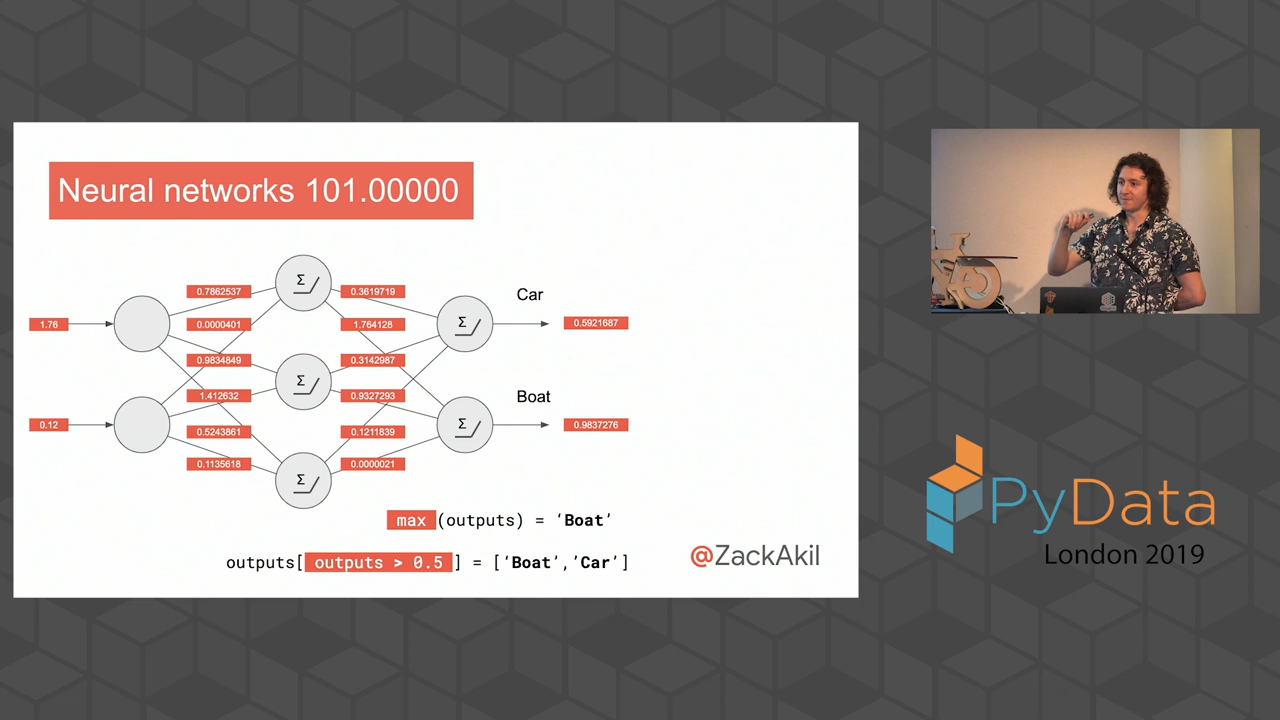 Neural networks 101.00000
1.76
0.12
0.7862537
0.0000401
0.9834849
1.412632
0.5243861
0.1135618
Σ
Σ
Σ
0.3619719
1.764128
0.3142987
0.9327293
0.1211839
0.0000021
Σ
Σ
Car
0.5921687
Boat
0.9837276
max (outputs) = ‘Boat’
outputs[ outputs > 0.5 ] = [‘Boat’,’Car’]
@ZackAkil
PyData
London 2019